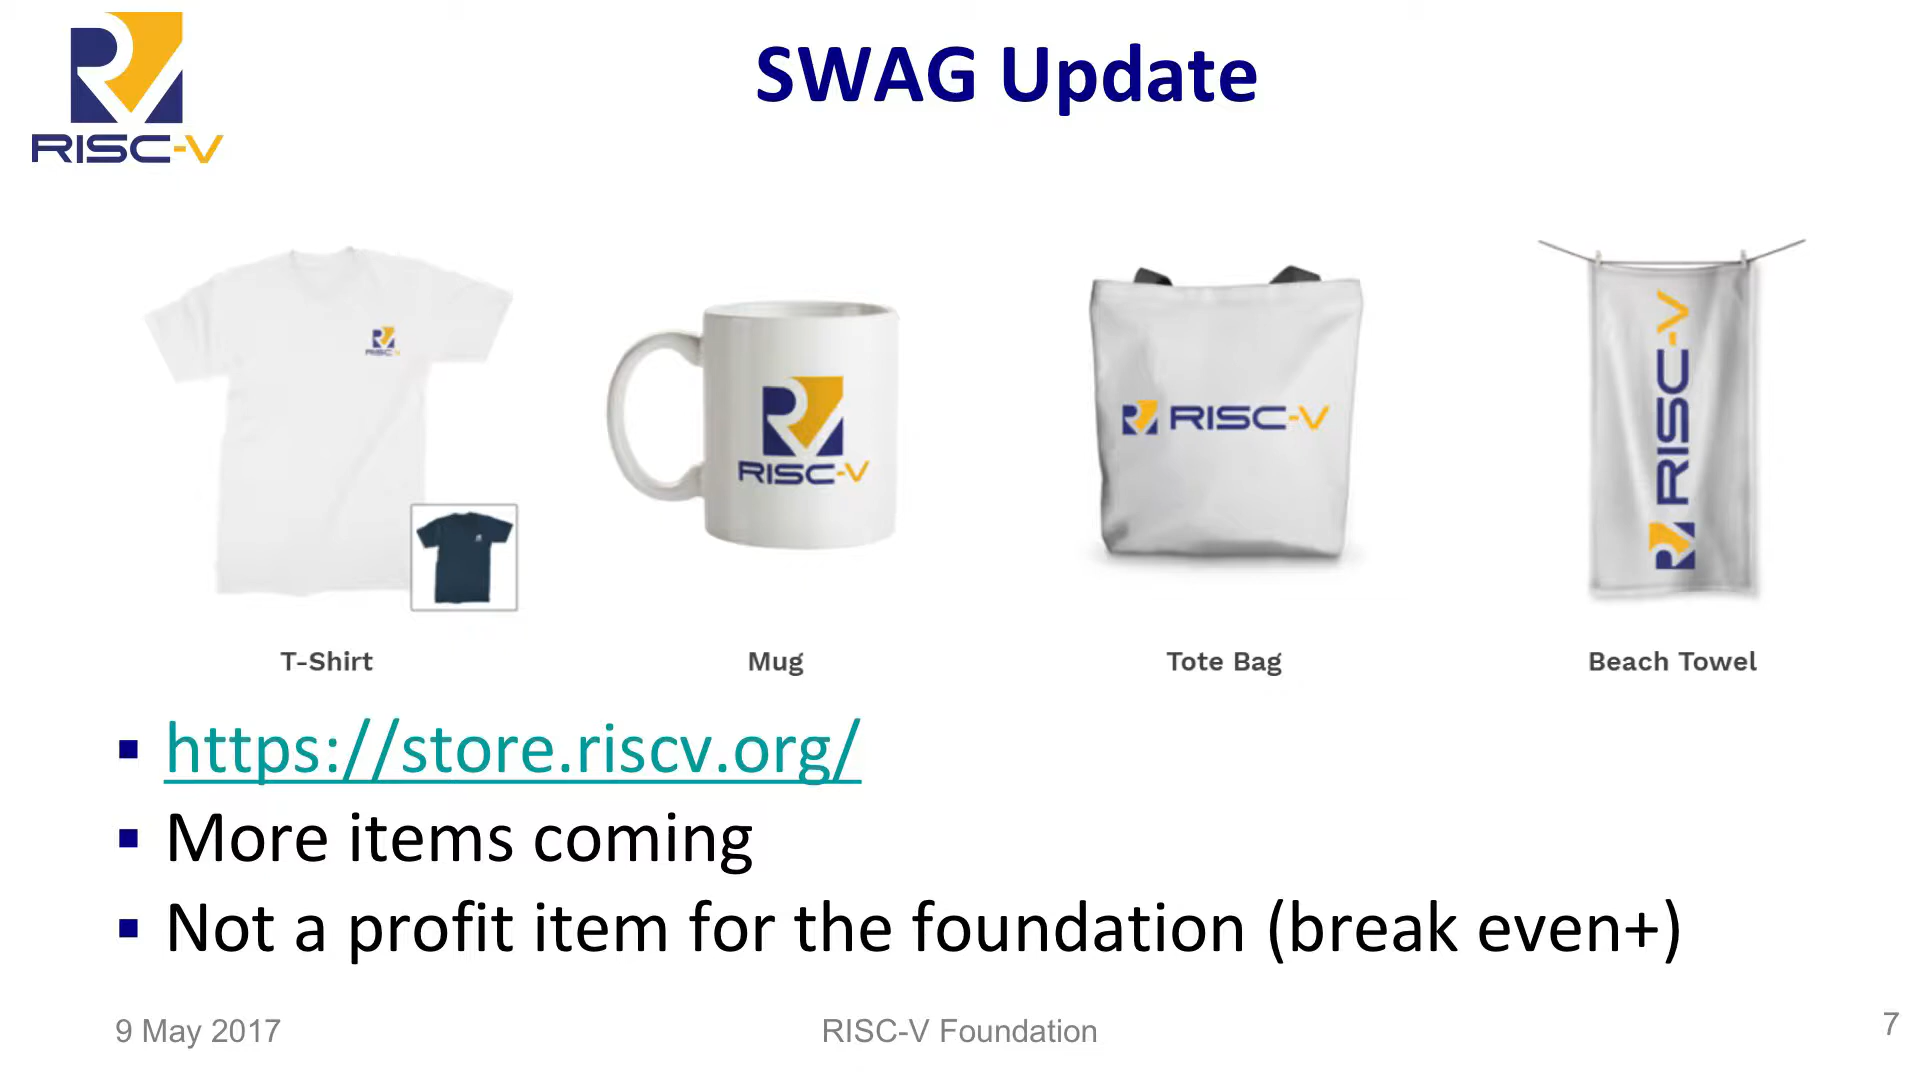 SWAG Update
RISC-V
RISC-V
RISC-V
RISC-V
RISC-V
T-Shirt
Mug
Tote Bag
Beach Towel
https://store.riscv.org/
More items coming
Not a profit item for the foundation (break even+)
9 May 2017
RISC-V Foundation
7